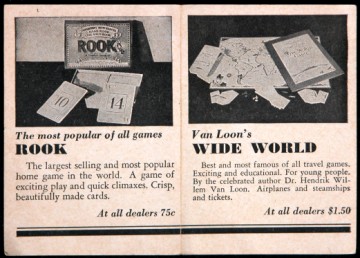 ROOK
10
14
The most popular of all games
ROOK
The largest selling and most popular
home game in the world. A game of
exciting play and quick climaxes. Crisp,
beautifully made cards.
At all dealers 75c
Van Loon's
WIDE WORLD
Best and most famous of all travel games.
Exciting and educational. For young people.
By the celebrated author Dr. Hendrik Wil-
lem Van Loon. Airplanes and steamships
and tickets.
At all dealers $1.50